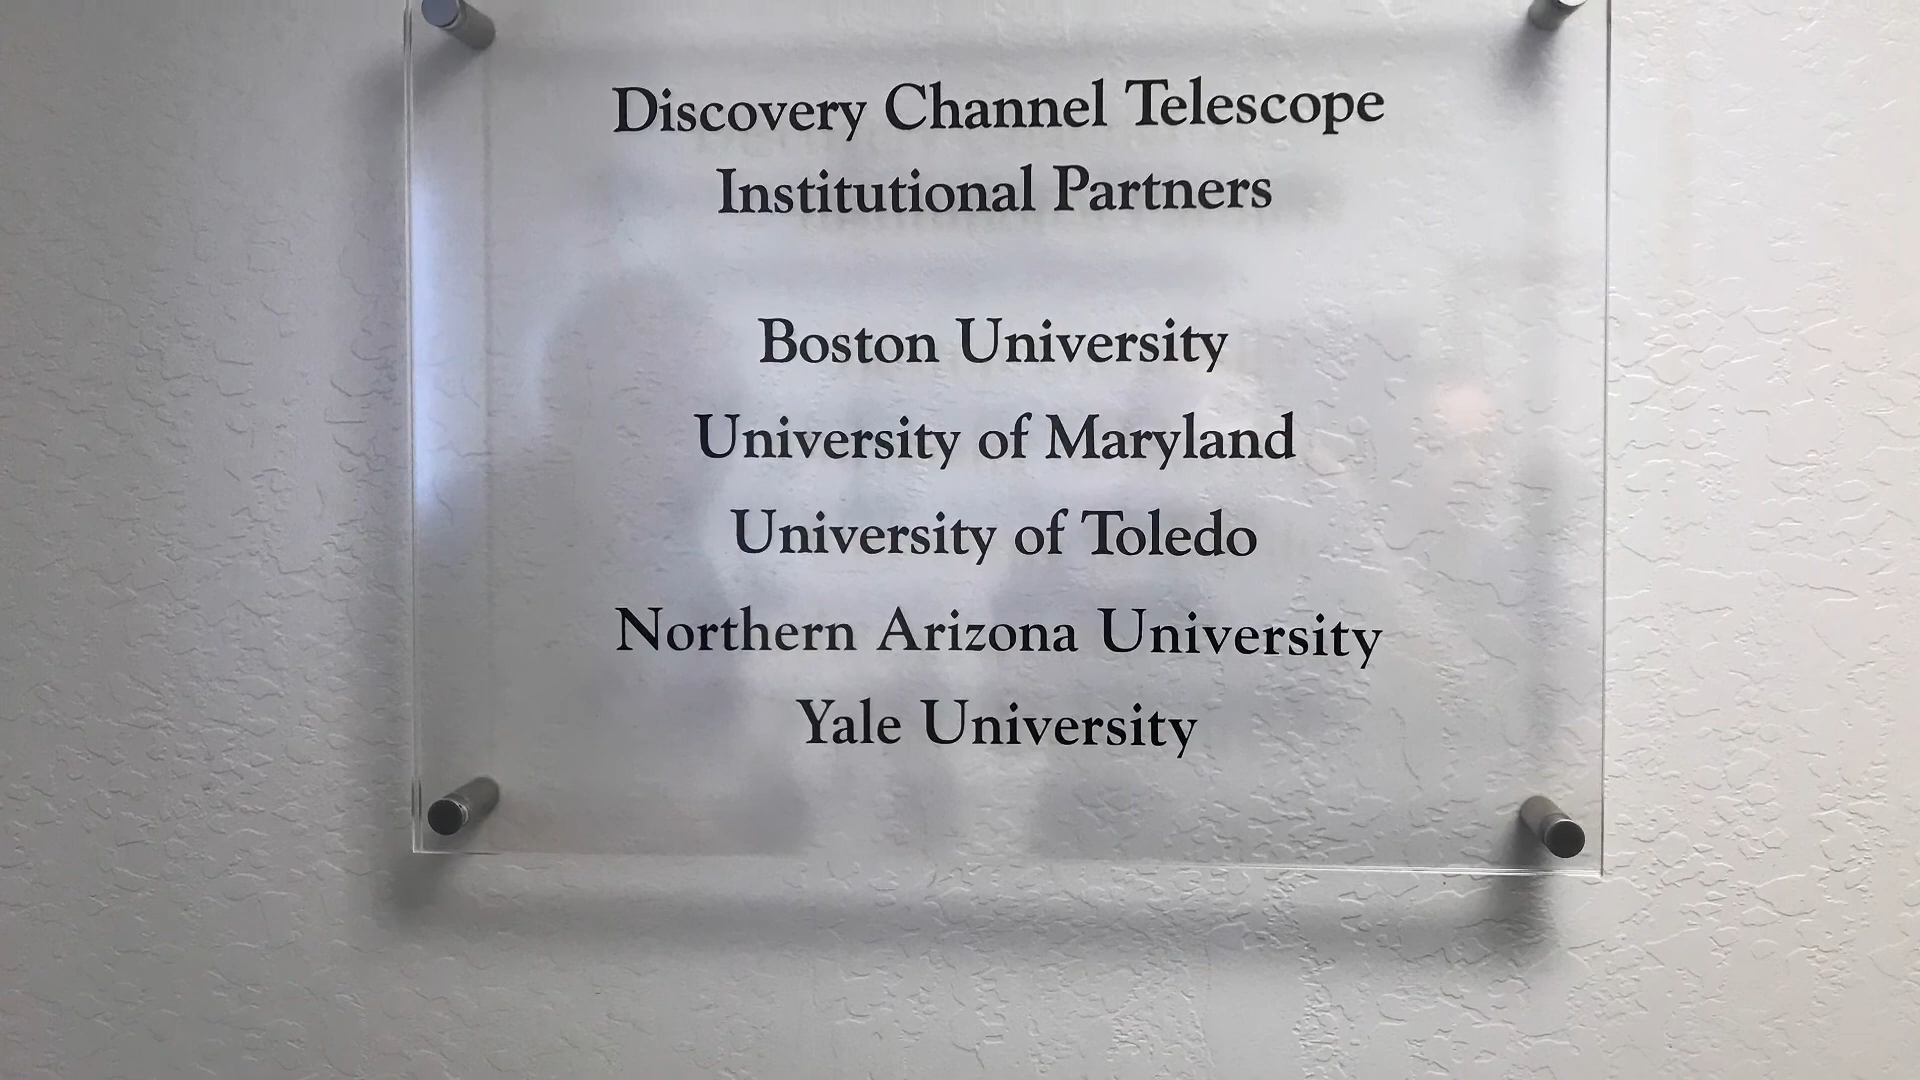 Discovery Channel Telescope
Institutional Partners
Boston University
University of Maryland
University of Toledo
Northern Arizona University
Yale University